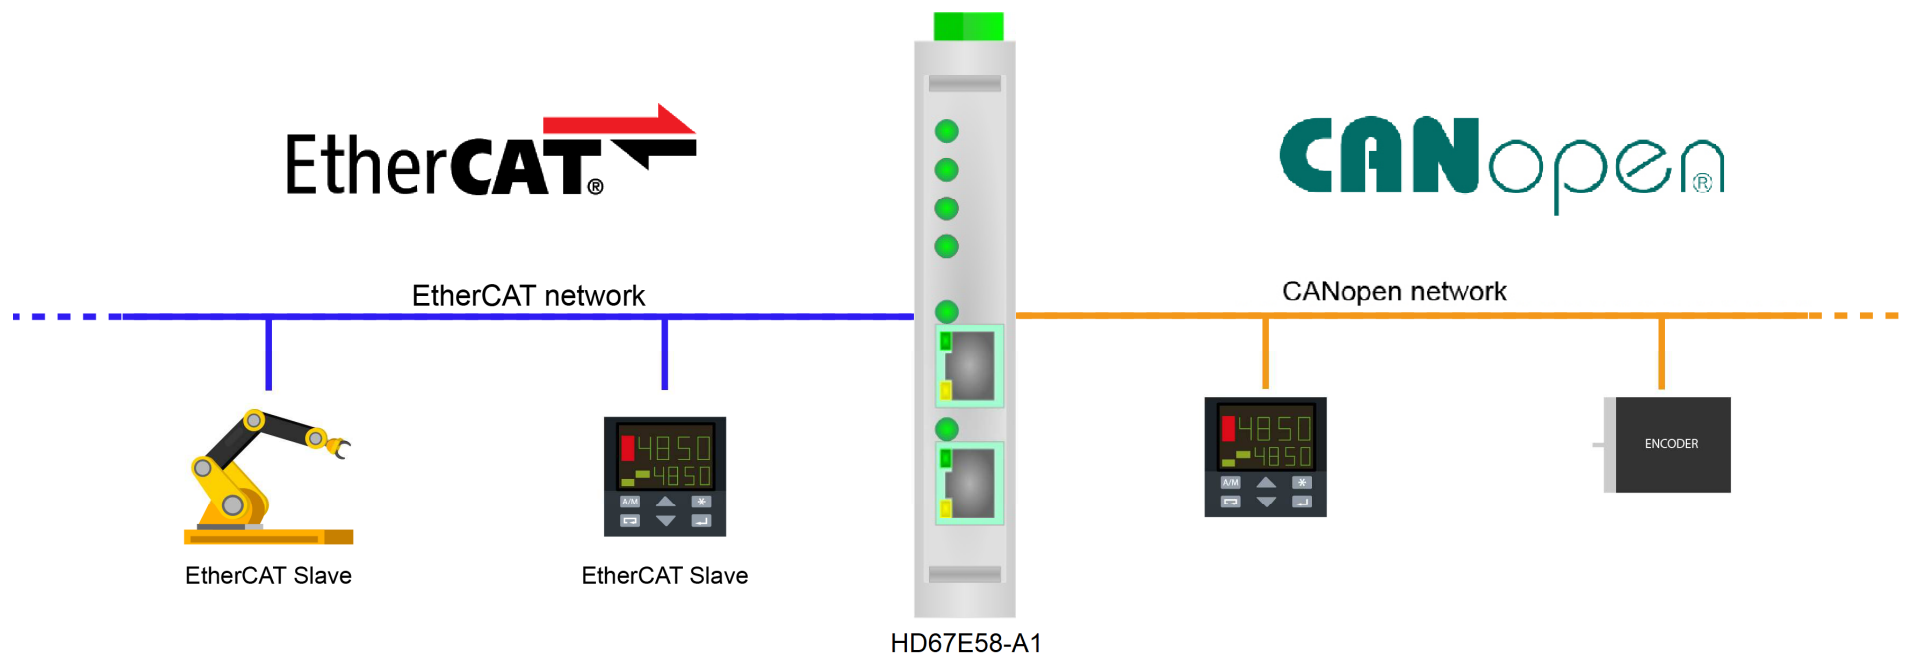 EtherCAT®
CANopen®
EtherCAT network
CANopen network
4850
4850
A/M
EtherCAT Slave
4850
4850
A/M
EtherCAT Slave
ENCODER
HD67E58-A1